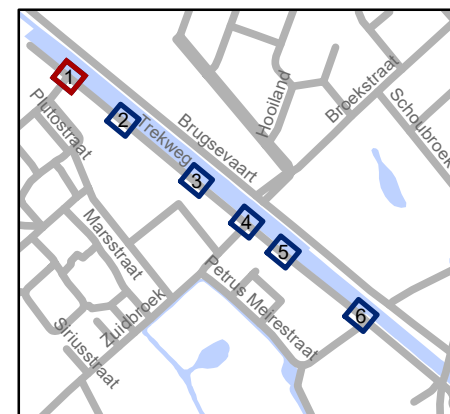 1
2
3
4
5
6
Plutostraat
Trekweg
Brugsevaart
Hooiland
Broekstraat
Schoubroek
Marsstraat
Zuidbroek
Siriusstraat
Petrus Meirestraat